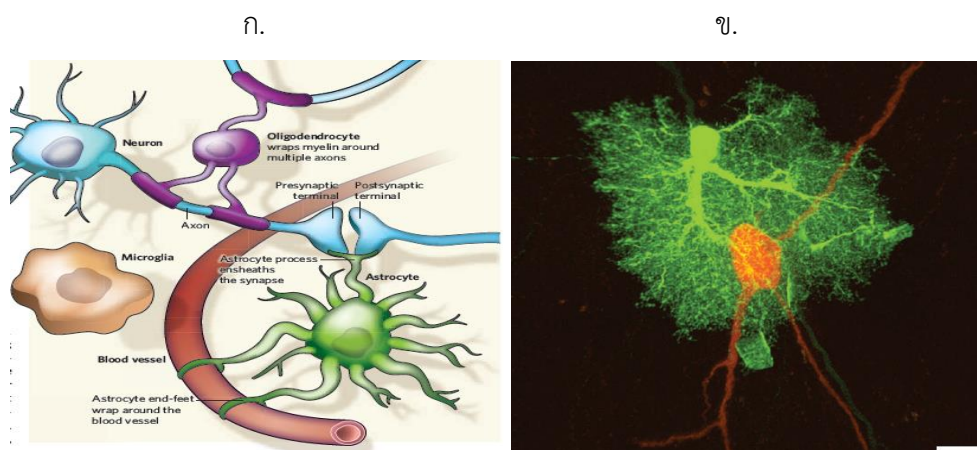 ก.
ข.
Neuron
Oligodendrocyte
wraps myelin around
multiple axons
Presynaptic
terminal
Postsynaptic
terminal
Axon
Microglia
Astrocyte process
ensheaths
the synapse
Astrocyte
Blood vessel
Astrocyte end-feet
wrap around the
blood vessel